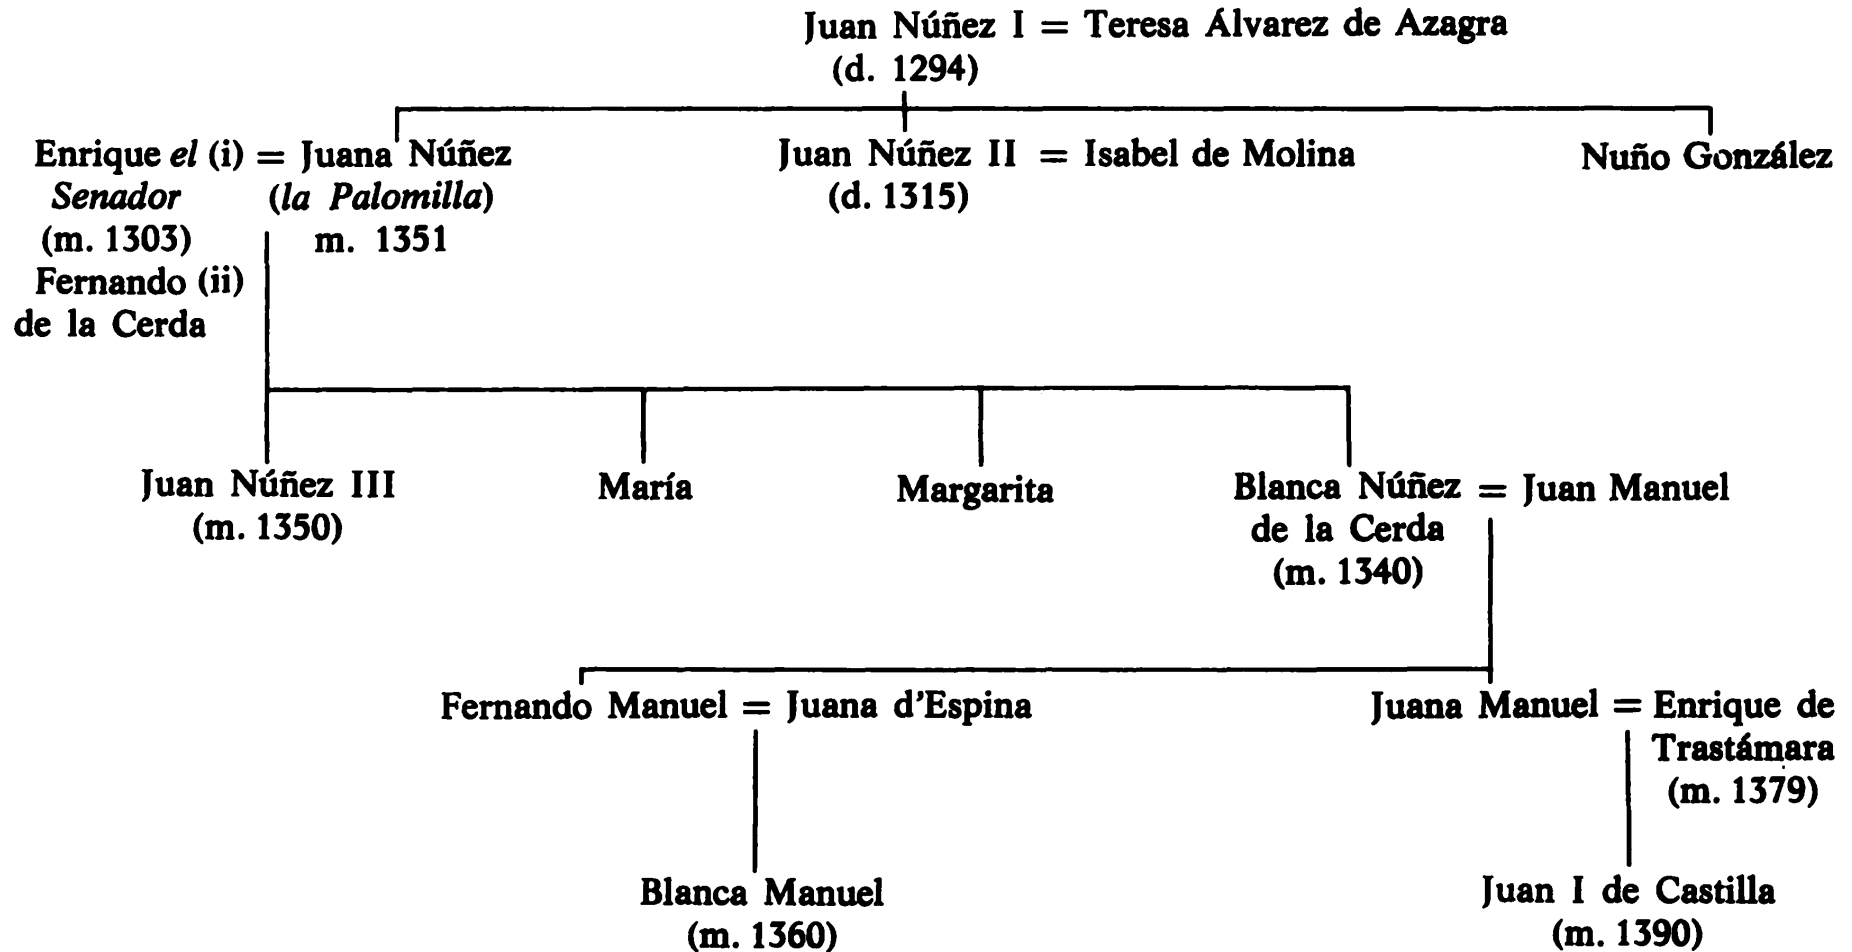 Juan Núñez I = Teresa Álvarez de Azagra
(d. 1294)
Enrique el (i) = Juana Núñez
Senador (la Palomilla)
(m. 1303) m. 1351
Fernando (ii)
de la Cerda
Juan Núñez II = Isabel de Molina
(d. 1315)
Nuño González
Juan Núñez III
(m. 1350)
María
Margarita
Blanca Núñez = Juan Manuel
de la Cerda
(m. 1340)
Fernando Manuel = Juana d'Espina
Juana Manuel = Enrique de
Trastámara
(m. 1379)
Blanca Manuel
(m. 1360)
Juan I de Castilla
(m. 1390)